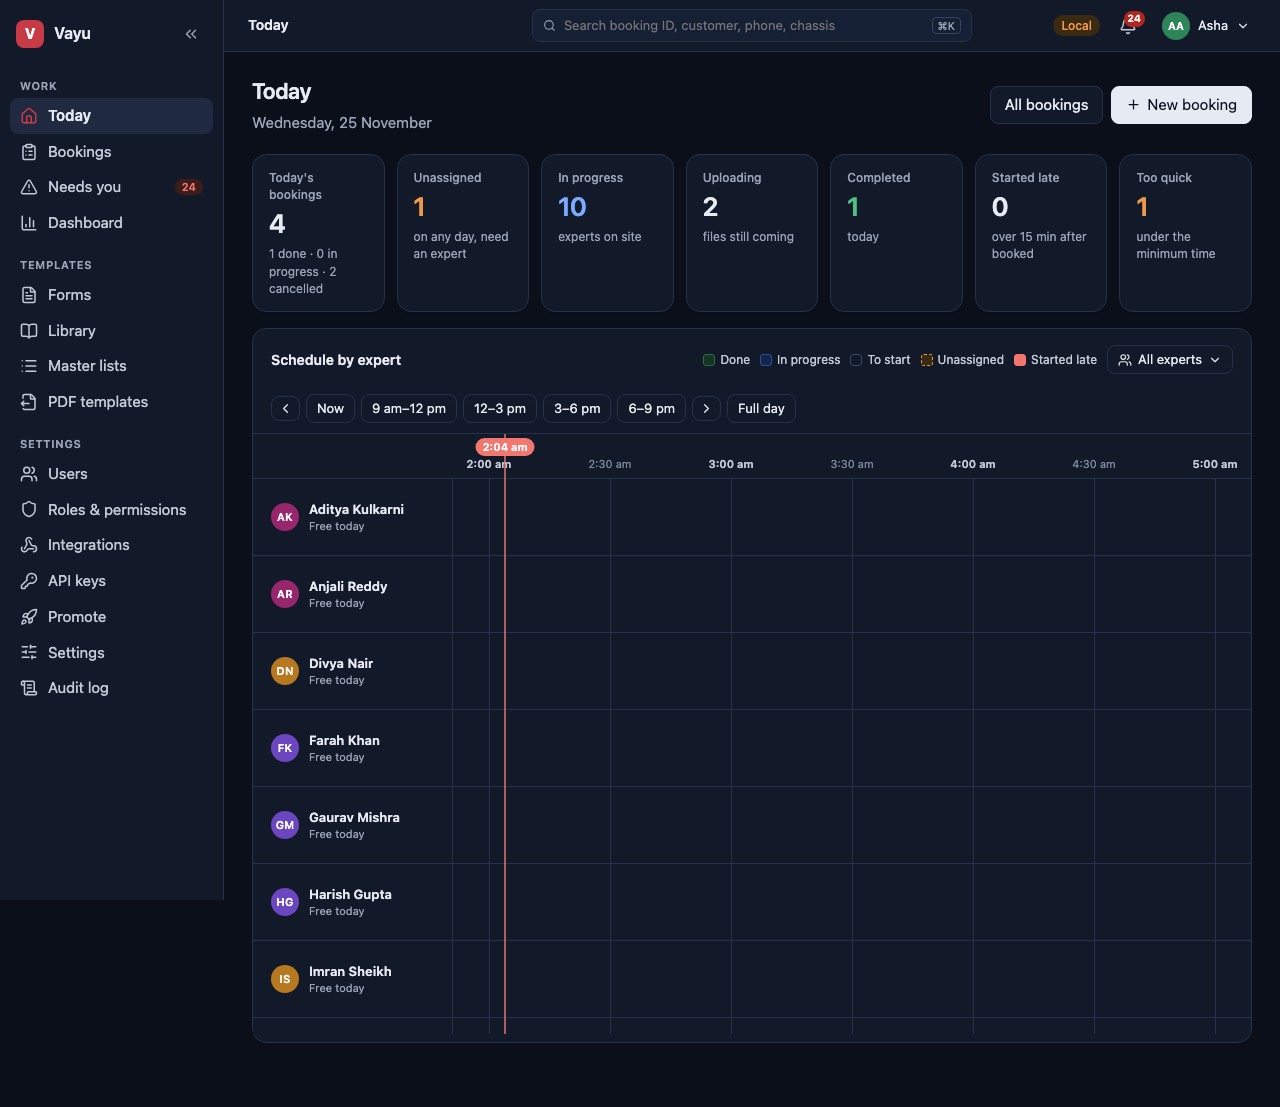 V Vayu
Today
Search booking ID, customer, phone, chassis
⌘K
Local
24
AA Asha
WORK
Today
Bookings
Needs you 24
Dashboard
TEMPLATES
Forms
Library
Master lists
PDF templates
SETTINGS
Users
Roles & permissions
Integrations
API keys
Promote
Settings
Audit log
Today
Wednesday, 25 November
All bookings
+ New booking
Today's
bookings
4
1 done · 0 in
progress · 2
cancelled
Unassigned
1
on any day, need
an expert
In progress
10
experts on site
Uploading
2
files still coming
Completed
1
today
Started late
0
over 15 min after
booked
Too quick
1
under the
minimum time
Schedule by expert
Done In progress To start Unassigned Started late All experts
Now 9 am–12 pm 12–3 pm 3–6 pm 6–9 pm Full day
2:04 am
2:00 am 2:30 am 3:00 am 3:30 am 4:00 am 4:30 am 5:00 am
AK Aditya Kulkarni
Free today
AR Anjali Reddy
Free today
DN Divya Nair
Free today
FK Farah Khan
Free today
GM Gaurav Mishra
Free today
HG Harish Gupta
Free today
IS Imran Sheikh
Free today